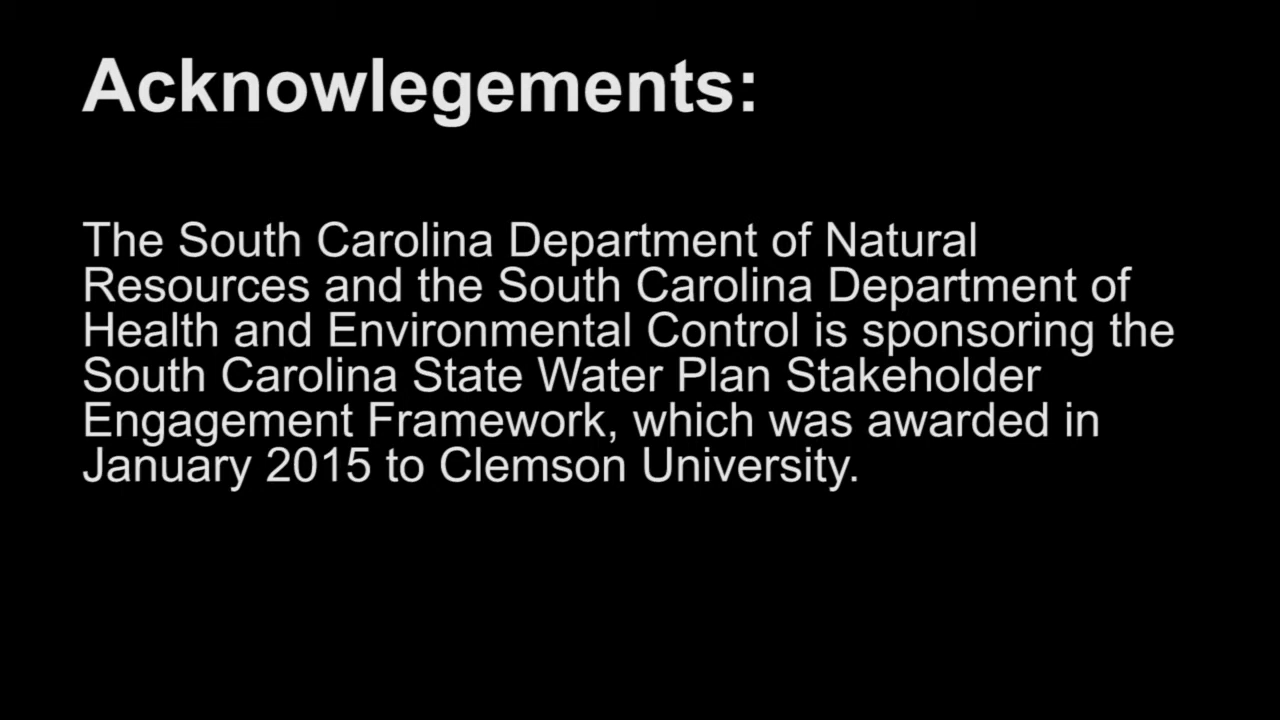 Acknowlegements:
The South Carolina Department of Natural
Resources and the South Carolina Department of
Health and Environmental Control is sponsoring the
South Carolina State Water Plan Stakeholder
Engagement Framework, which was awarded in
January 2015 to Clemson University.